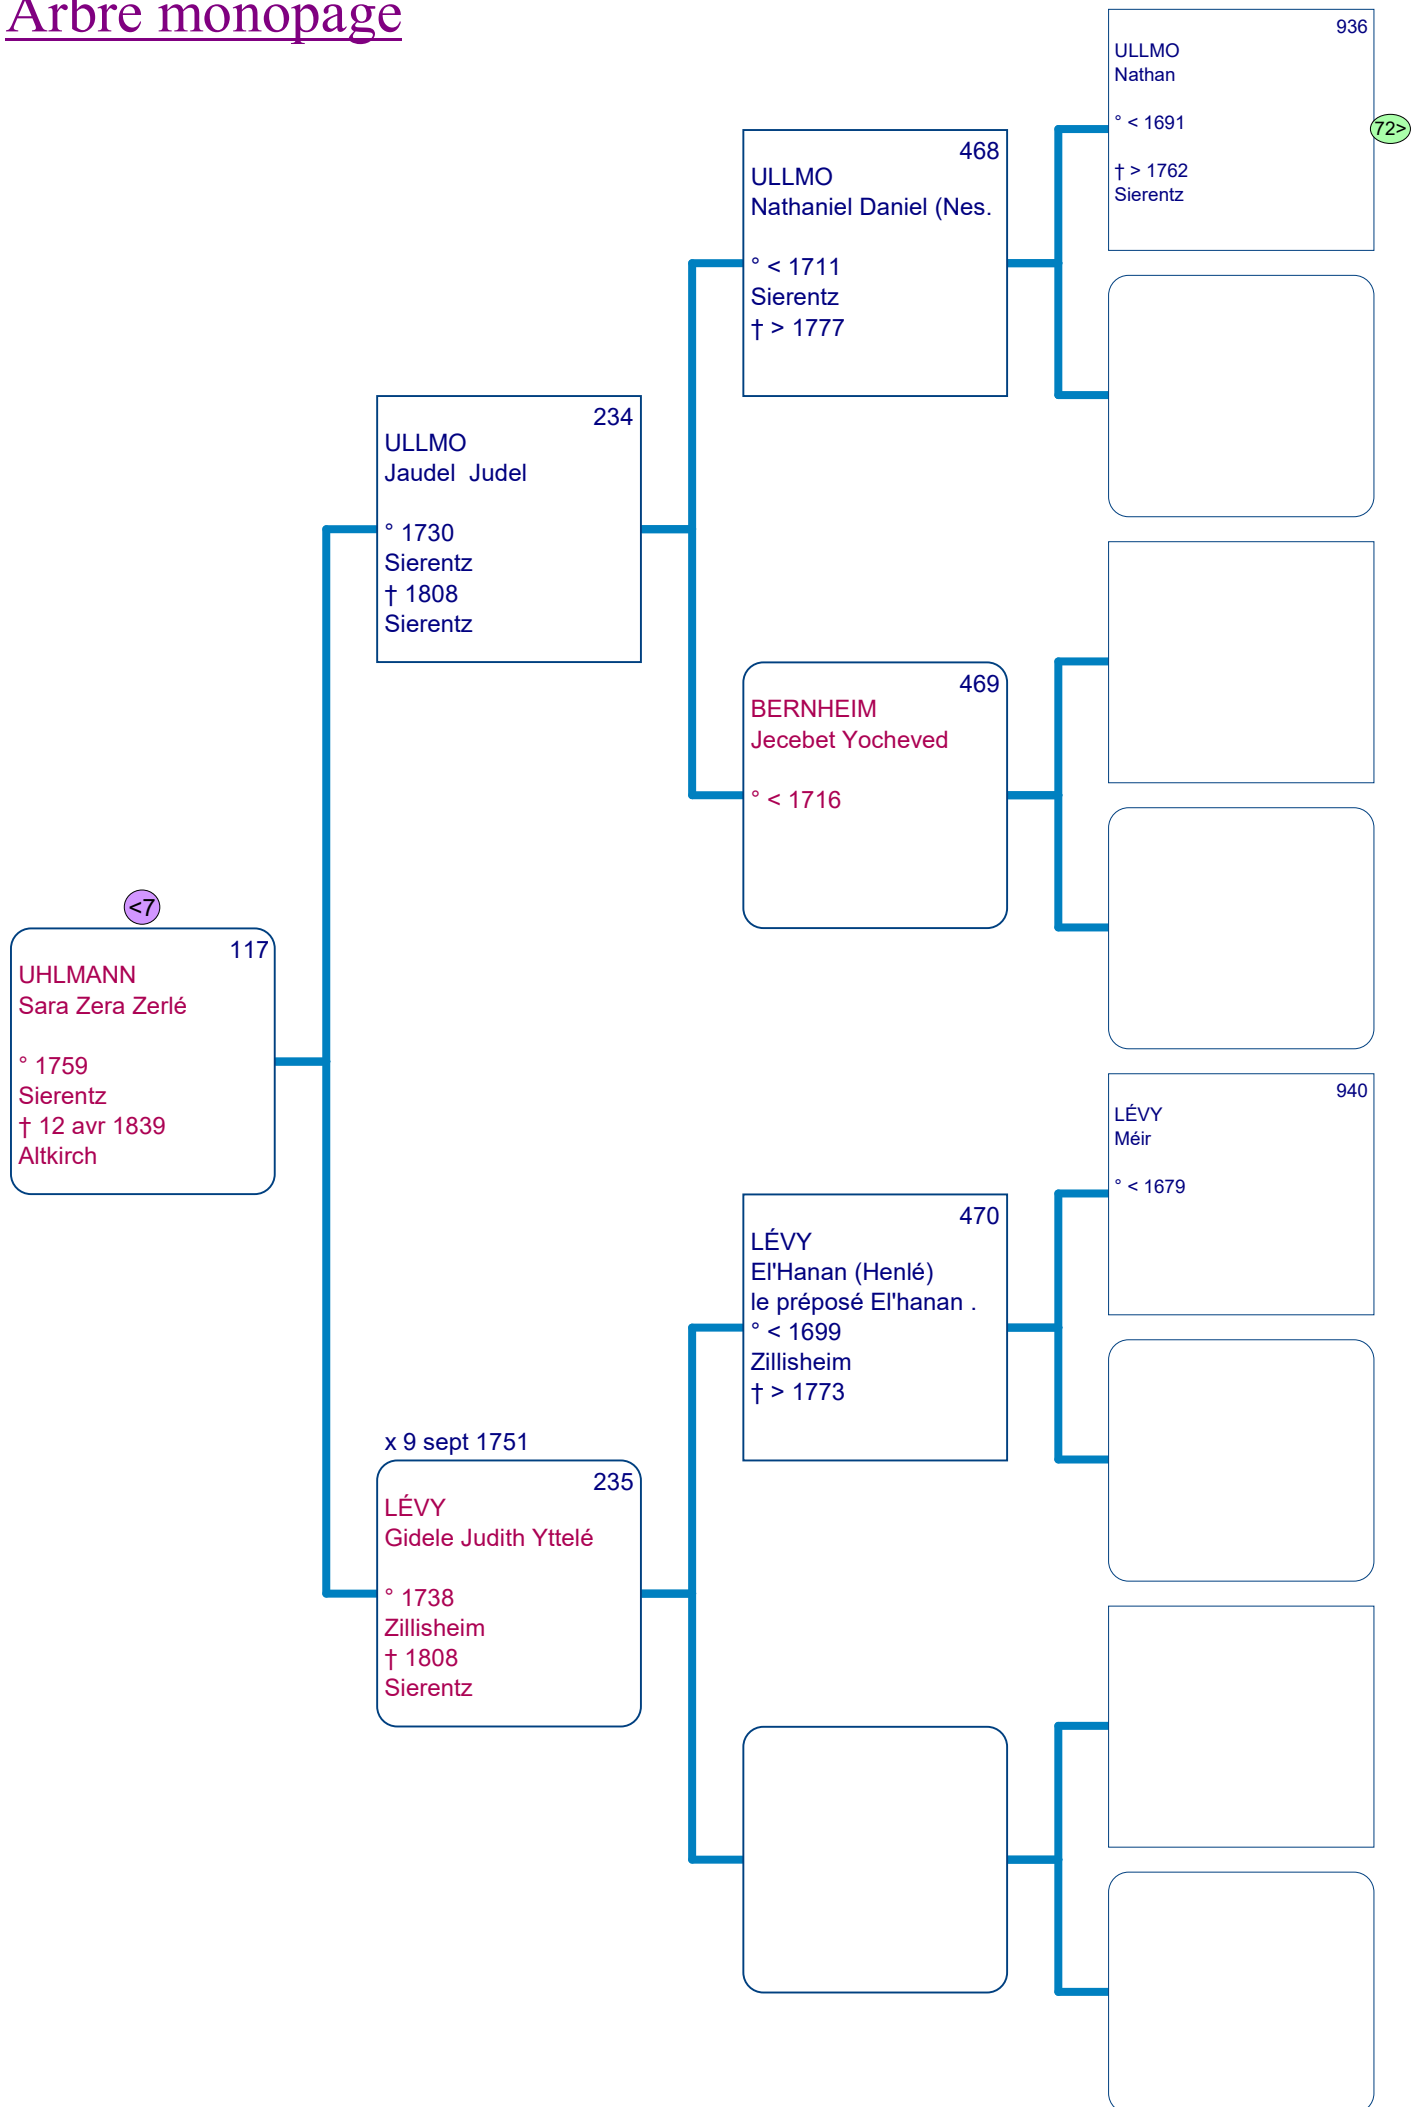 Arbre monopage
936
ULLMO
Nathan
° < 1691
† > 1762
Sierentz
72>
468
ULLMO
Nathaniel Daniel (Nes.
° < 1711
Sierentz
† > 1777
234
ULLMO
Jaudel  Judel
° 1730
Sierentz
† 1808
Sierentz
469
BERNHEIM
Jecebet Yocheved
° < 1716
<7
117
UHLMANN
Sara Zera Zerlé
° 1759
Sierentz
† 12 avr 1839
Altkirch
940
LÉVY
Méir
° < 1679
470
LÉVY
El'Hanan (Henlé)
le préposé El'hanan .
° < 1699
Zillisheim
† > 1773
x 9 sept 1751
235
LÉVY
Gidele Judith Yttelé
° 1738
Zillisheim
† 1808
Sierentz